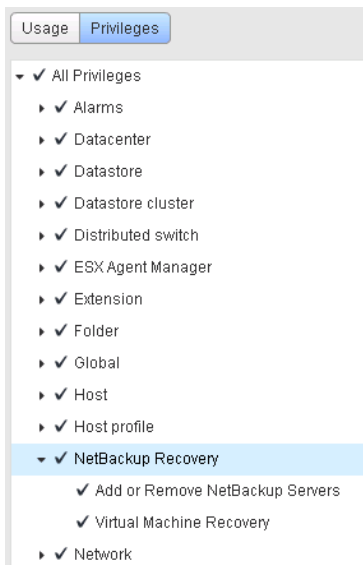 Usage Privileges
All Privileges
Alarms
Datacenter
Datastore
Datastore cluster
Distributed switch
ESX Agent Manager
Extension
Folder
Global
Host
Host profile
NetBackup Recovery
Add or Remove NetBackup Servers
Virtual Machine Recovery
Network